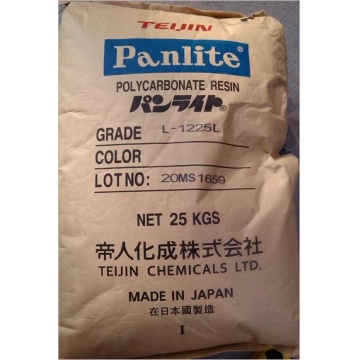 TEIJIN
Panlite®
POLYCARBONATE RESIN
パンライト®
GRADE L-1225L
COLOR
LOT NO: 20MS1659
NET 25 KGS
帝人化成株式会社
TEIJIN CHEMICALS LTD.
MADE IN JAPAN
在日本國製造
I